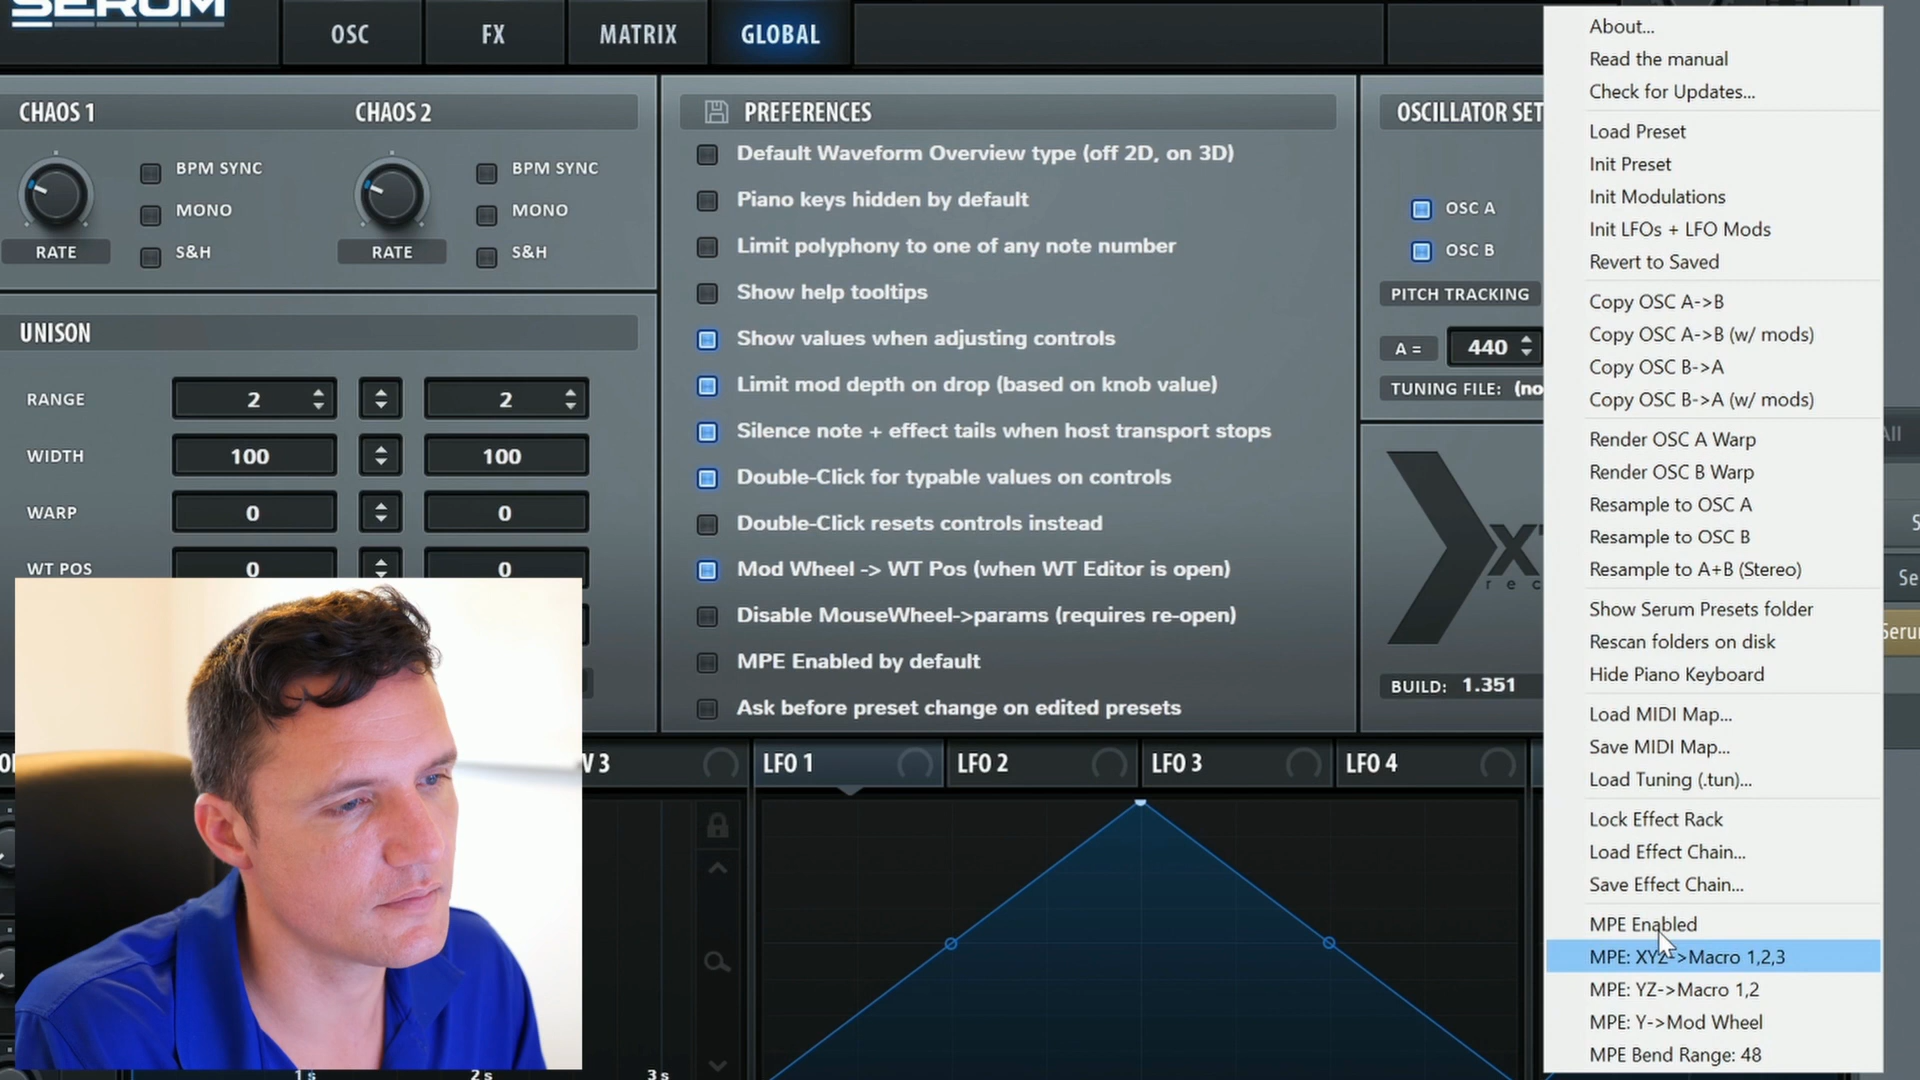 SERUM
OSC
FX
MATRIX
GLOBAL
CHAOS 1
CHAOS 2
BPM SYNC
MONO
S&H
RATE
BPM SYNC
MONO
S&H
RATE
UNISON
RANGE 2 2
WIDTH 100 100
WARP 0 0
WT POS 0 0
PREFERENCES
Default Waveform Overview type (off 2D, on 3D)
Piano keys hidden by default
Limit polyphony to one of any note number
Show help tooltips
Show values when adjusting controls
Limit mod depth on drop (based on knob value)
Silence note + effect tails when host transport stops
Double-Click for typable values on controls
Double-Click resets controls instead
Mod Wheel -> WT Pos (when WT Editor is open)
Disable MouseWheel->params (requires re-open)
MPE Enabled by default
Ask before preset change on edited presets
OSCILLATOR SET
OSC A
OSC B
PITCH TRACKING
A = 440
TUNING FILE: (no
BUILD: 1.351
LFO 1
LFO 2
LFO 3
LFO 4
1 s
2 s
3 s
About...
Read the manual
Check for Updates...
Load Preset
Init Preset
Init Modulations
Init LFOs + LFO Mods
Revert to Saved
Copy OSC A->B
Copy OSC A->B (w/ mods)
Copy OSC B->A
Copy OSC B->A (w/ mods)
Render OSC A Warp
Render OSC B Warp
Resample to OSC A
Resample to OSC B
Resample to A+B (Stereo)
Show Serum Presets folder
Rescan folders on disk
Hide Piano Keyboard
Load MIDI Map...
Save MIDI Map...
Load Tuning (.tun)...
Lock Effect Rack
Load Effect Chain...
Save Effect Chain...
MPE Enabled
MPE: XYZ->Macro 1,2,3
MPE: YZ->Macro 1,2
MPE: Y->Mod Wheel
MPE Bend Range: 48